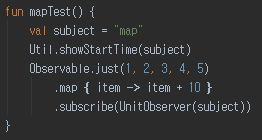 fun mapTest() {
    val subject = "map"
    Util.showStartTime(subject)
    Observable.just(1, 2, 3, 4, 5)
        .map { item -> item + 10 }
        .subscribe(UnitObserver(subject))
}